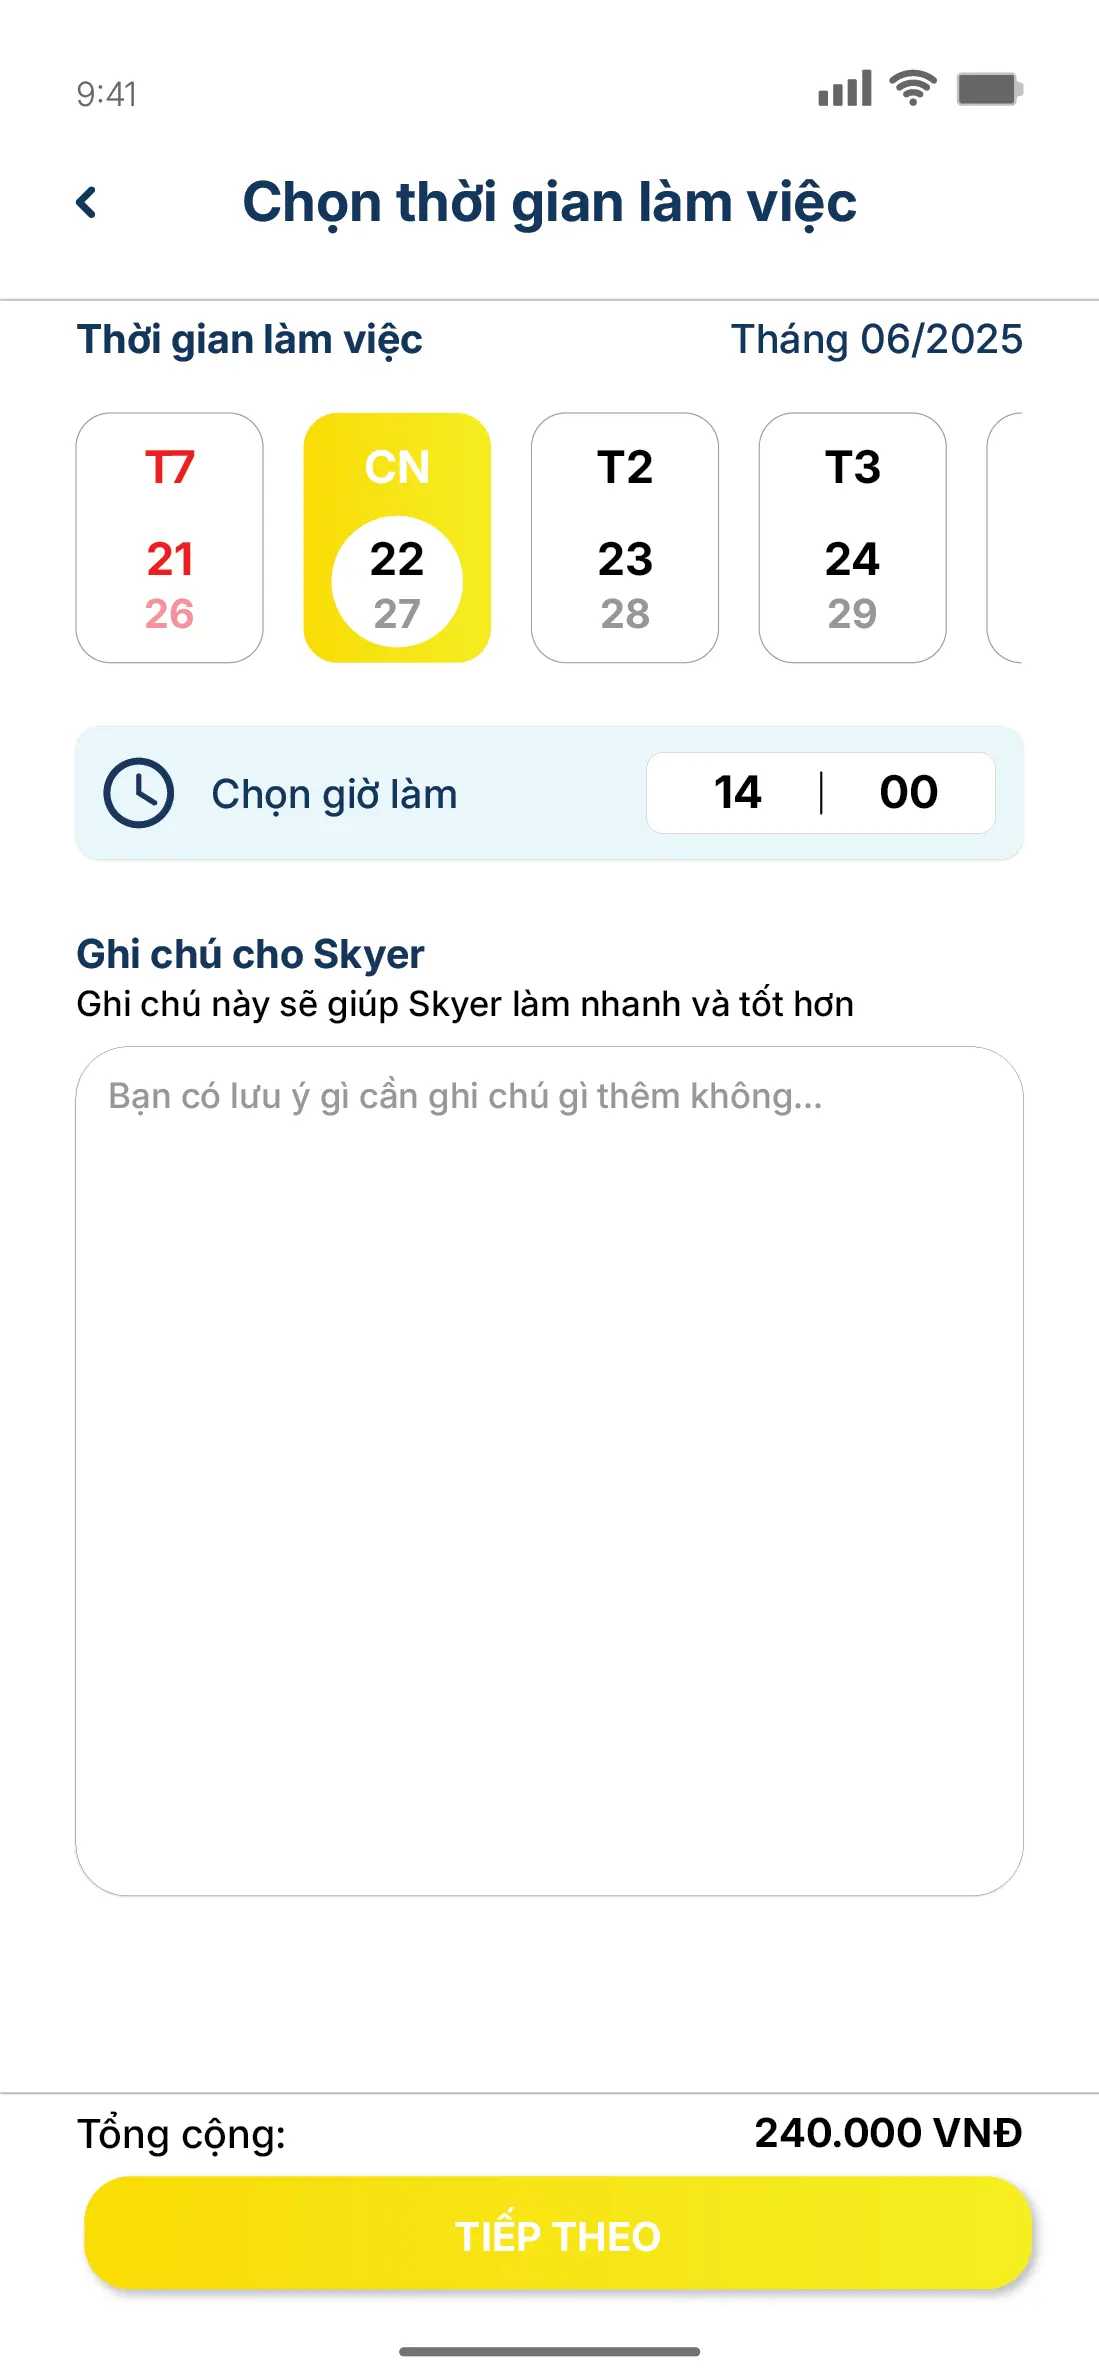 9:41
Chọn thời gian làm việc
Thời gian làm việc Tháng 06/2025
T7 CN T2 T3
21 22 23 24
26 27 28 29
Chọn giờ làm 14 | 00
Ghi chú cho Skyer
Ghi chú này sẽ giúp Skyer làm nhanh và tốt hơn
Bạn có lưu ý gì cần ghi chú gì thêm không...
Tổng cộng: 240.000 VNĐ
TIẾP THEO